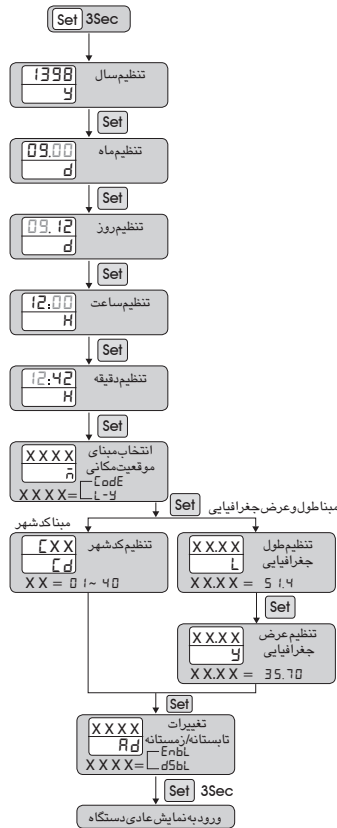 Set 3Sec
تنظیم سال
1398
y
Set
تنظیم ماه
09.00
d
Set
تنظیم روز
09.12
d
Set
تنظیم ساعت
12:00
H
Set
تنظیم دقیقه
12:42
H
Set
انتخاب مبنای
موقعیت مکانی
XXXX
n̄
XXXX= CodE
L-y
Set
مبنا طول و عرض جغرافیایی
مبنا کد شهر
تنظیم کد شهر
CXX
Cd
XX = 01~ 40
تنظیم طول
جغرافیایی
XX.XX
L
XX.XX = 51.4
Set
تنظیم عرض
جغرافیایی
XX.XX
y
XX.XX = 35.70
Set
تغییرات
تابستانه/زمستانه
XXXX
Ad
XXXX= EnbL
dSbL
Set 3Sec
ورود به نمایش عادی دستگاه